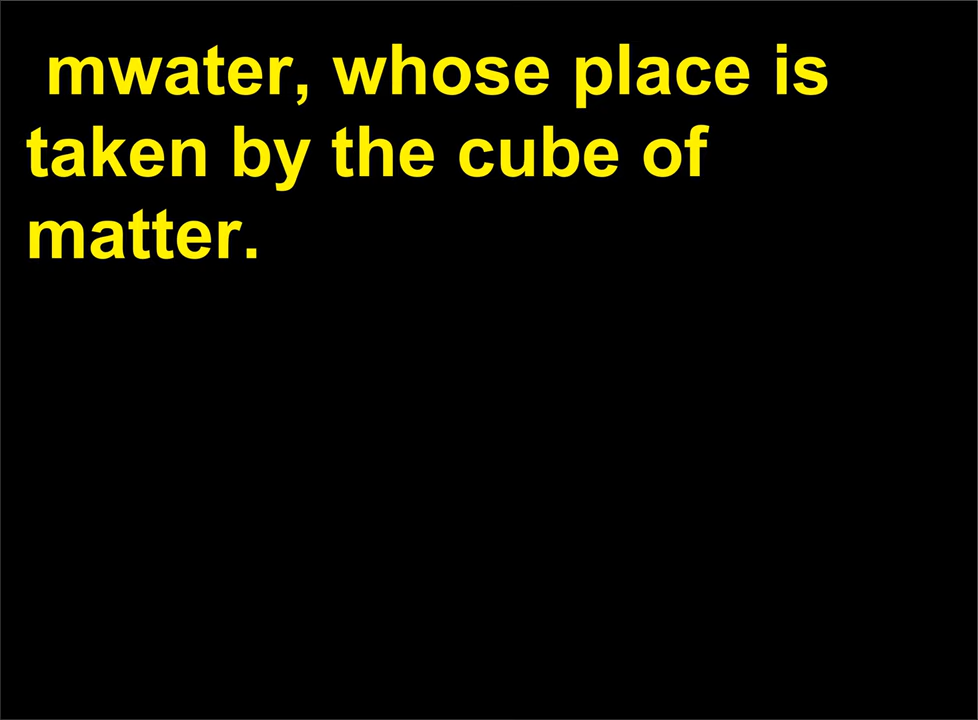 mwater, whose place is
taken by the cube of
matter.